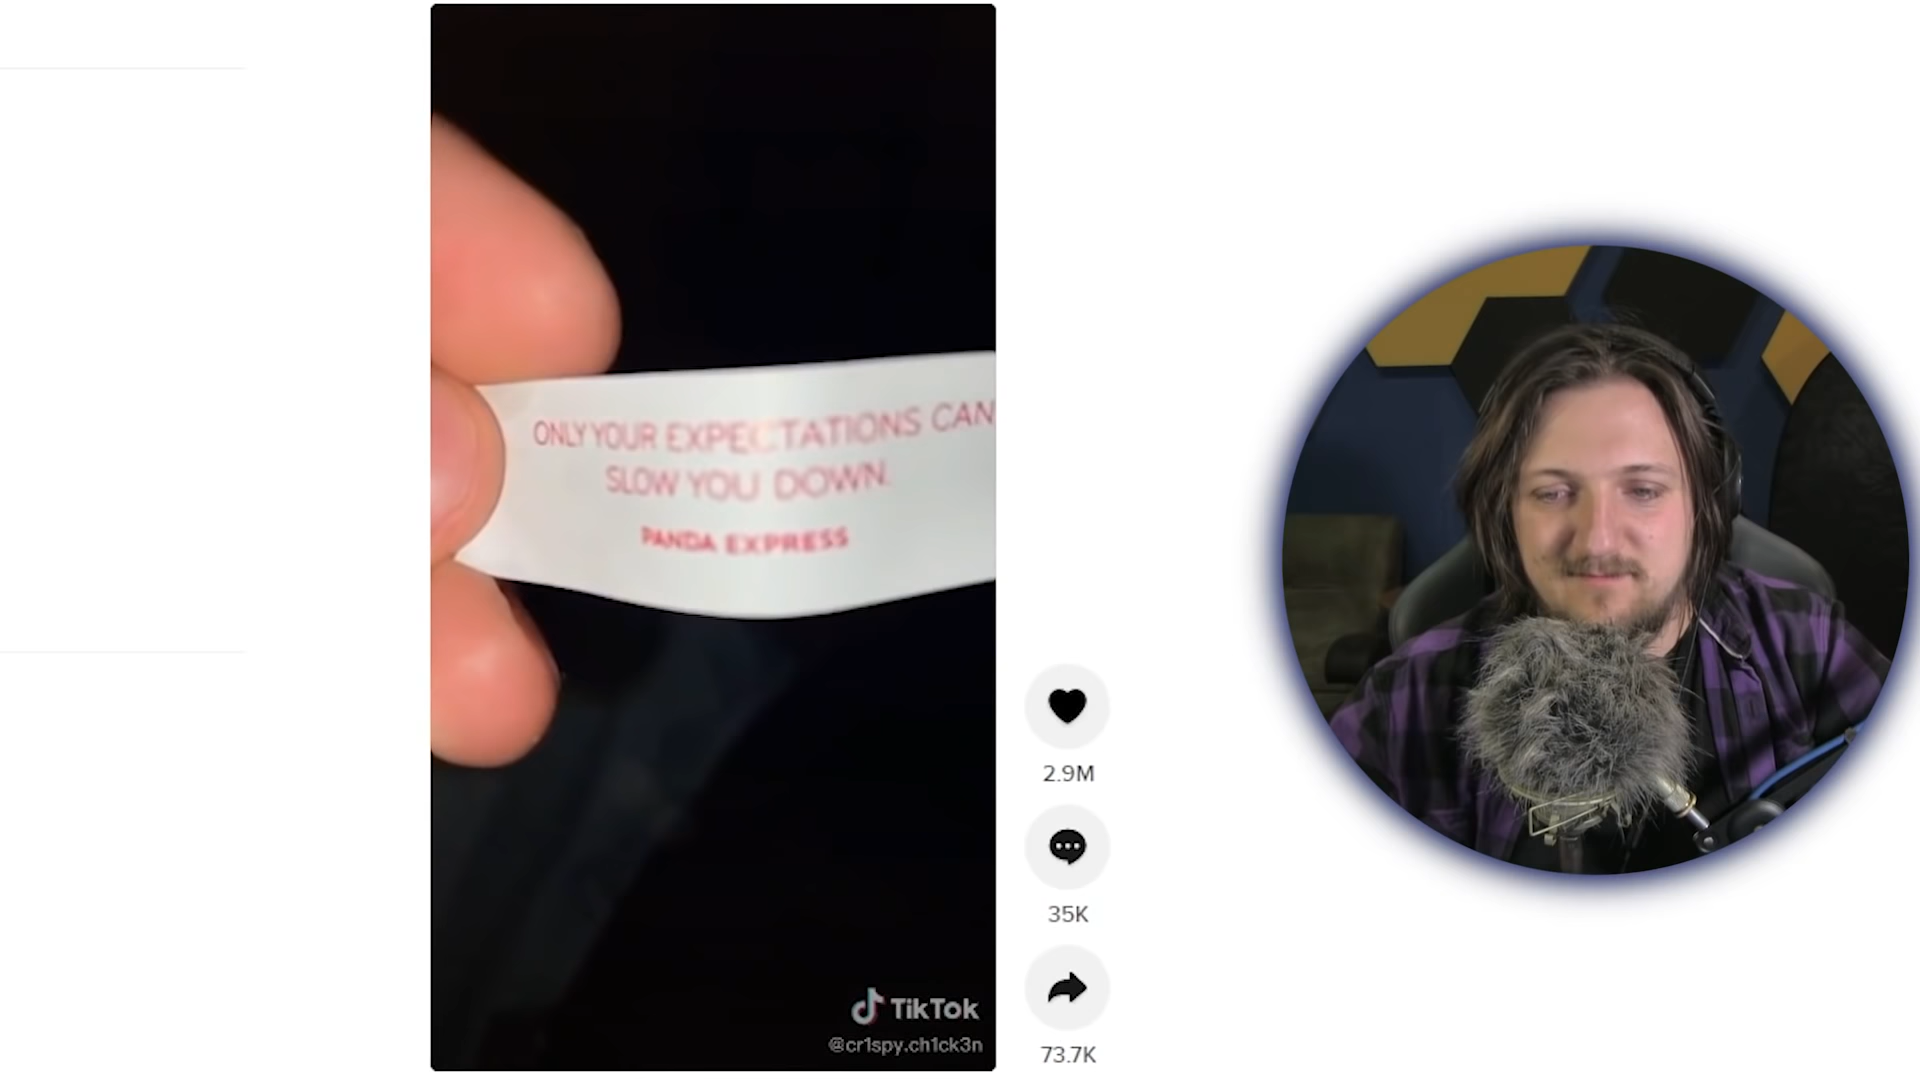 ONLY YOUR EXPECTATIONS CAN
SLOW YOU DOWN.
PANDA EXPRESS
TikTok
@cr1spy.ch1ck3n
2.9M
35K
73.7K